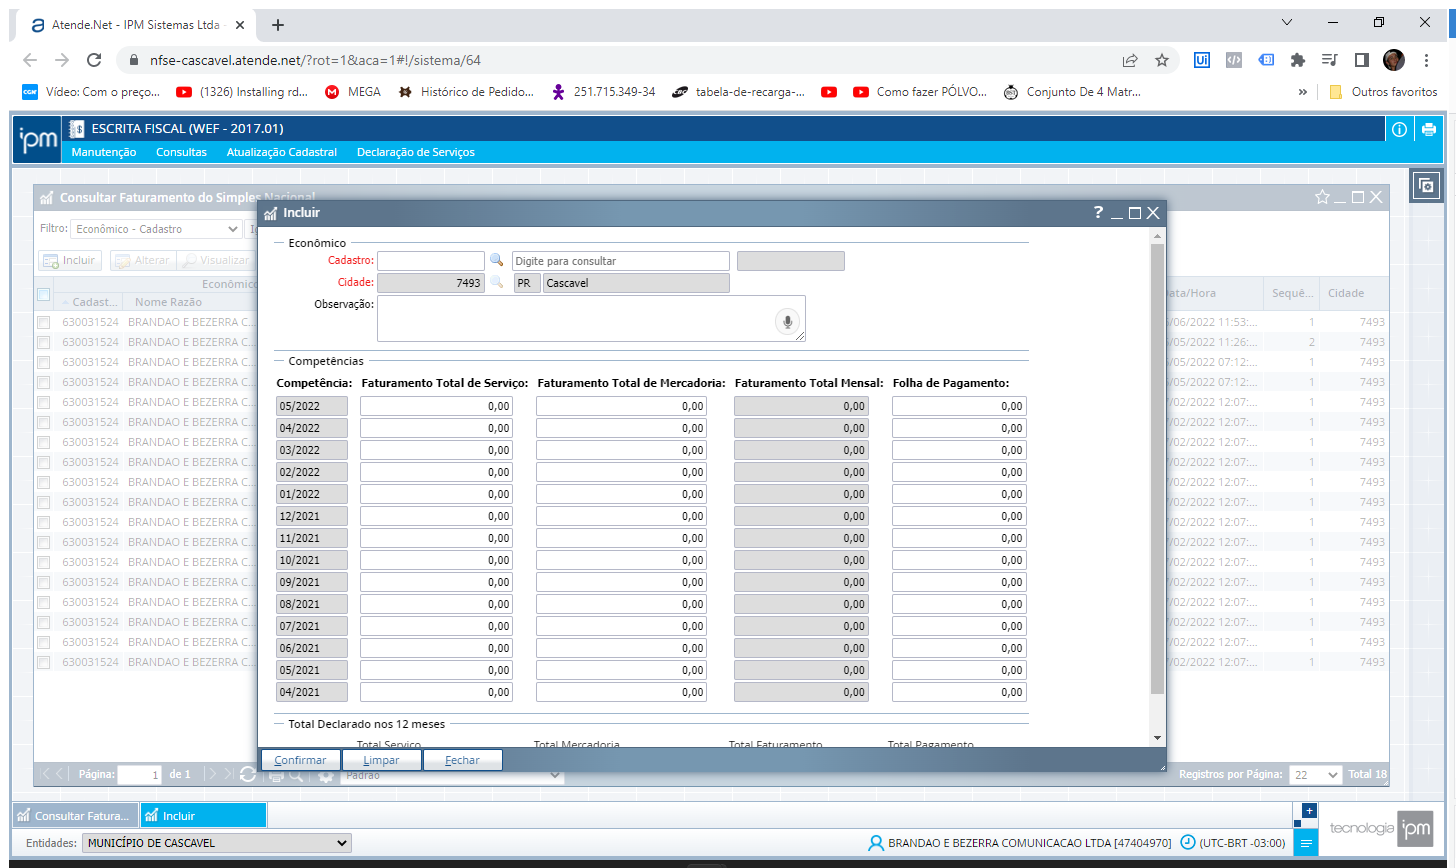 Atende.Net - IPM Sistemas Ltda
nfse-cascavel.atende.net/?rot=1&aca=1#!/sistema/64
Vídeo: Com o preço... (1326) Installing rd... MEGA Histórico de Pedido... 251.715.349-34 tabela-de-recarga-... Como fazer PÓLVO... Conjunto De 4 Matr... » Outros favoritos
ipm ESCRITA FISCAL (WEF - 2017.01)
Manutenção Consultas Atualização Cadastral Declaração de Serviços
Consultar Faturamento do Simples Nacional
Incluir ?
Filtro: Econômico - Cadastro
Econômico
Incluir Alterar Visualizar
Cadastro: Digite para consultar
Cidade: 7493 PR Cascavel
Observação:
Econômico
Cadast... Nome Razão Data/Hora Sequê... Cidade
630031524 BRANDAO E BEZERRA C... /06/2022 11:53:... 1 7493
630031524 BRANDAO E BEZERRA C... /05/2022 11:26:... 2 7493
630031524 BRANDAO E BEZERRA C... /05/2022 07:12:... 1 7493
630031524 BRANDAO E BEZERRA C... /05/2022 07:12:... 1 7493
630031524 BRANDAO E BEZERRA C... /02/2022 12:07:... 1 7493
630031524 BRANDAO E BEZERRA C... /02/2022 12:07:... 1 7493
630031524 BRANDAO E BEZERRA C... /02/2022 12:07:... 1 7493
630031524 BRANDAO E BEZERRA C... /02/2022 12:07:... 1 7493
630031524 BRANDAO E BEZERRA C... /02/2022 12:07:... 1 7493
630031524 BRANDAO E BEZERRA C... /02/2022 12:07:... 1 7493
630031524 BRANDAO E BEZERRA C... /02/2022 12:07:... 1 7493
630031524 BRANDAO E BEZERRA C... /02/2022 12:07:... 1 7493
630031524 BRANDAO E BEZERRA C... /02/2022 12:07:... 1 7493
630031524 BRANDAO E BEZERRA C... /02/2022 12:07:... 1 7493
630031524 BRANDAO E BEZERRA C... /02/2022 12:07:... 1 7493
630031524 BRANDAO E BEZERRA C... /02/2022 12:07:... 1 7493
630031524 BRANDAO E BEZERRA C... /02/2022 12:07:... 1 7493
630031524 BRANDAO E BEZERRA C... /02/2022 12:07:... 1 7493
Competências
Competência: Faturamento Total de Serviço: Faturamento Total de Mercadoria: Faturamento Total Mensal: Folha de Pagamento:
05/2022 0,00 0,00 0,00 0,00
04/2022 0,00 0,00 0,00 0,00
03/2022 0,00 0,00 0,00 0,00
02/2022 0,00 0,00 0,00 0,00
01/2022 0,00 0,00 0,00 0,00
12/2021 0,00 0,00 0,00 0,00
11/2021 0,00 0,00 0,00 0,00
10/2021 0,00 0,00 0,00 0,00
09/2021 0,00 0,00 0,00 0,00
08/2021 0,00 0,00 0,00 0,00
07/2021 0,00 0,00 0,00 0,00
06/2021 0,00 0,00 0,00 0,00
05/2021 0,00 0,00 0,00 0,00
04/2021 0,00 0,00 0,00 0,00
Total Declarado nos 12 meses
Total Serviço Total Mercadoria Total Faturamento Total Pagamento
Confirmar Limpar Fechar
Página: 1 de 1 Padrão Registros por Página: 22 Total 18
Consultar Fatura... Incluir
Entidades: MUNICÍPIO DE CASCAVEL BRANDAO E BEZERRA COMUNICACAO LTDA [47404970] (UTC-BRT -03:00) tecnologia ipm